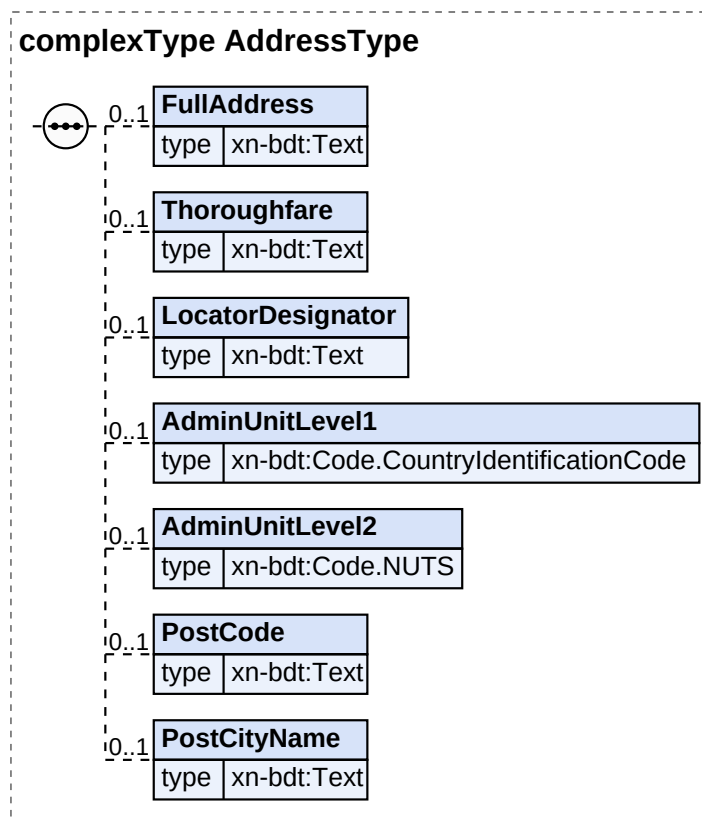 complexType AddressType
0..1 FullAddress
type xn-bdt:Text
0..1 Thoroughfare
type xn-bdt:Text
0..1 LocatorDesignator
type xn-bdt:Text
0..1 AdminUnitLevel1
type xn-bdt:Code.CountryIdentificationCode
0..1 AdminUnitLevel2
type xn-bdt:Code.NUTS
0..1 PostCode
type xn-bdt:Text
0..1 PostCityName
type xn-bdt:Text